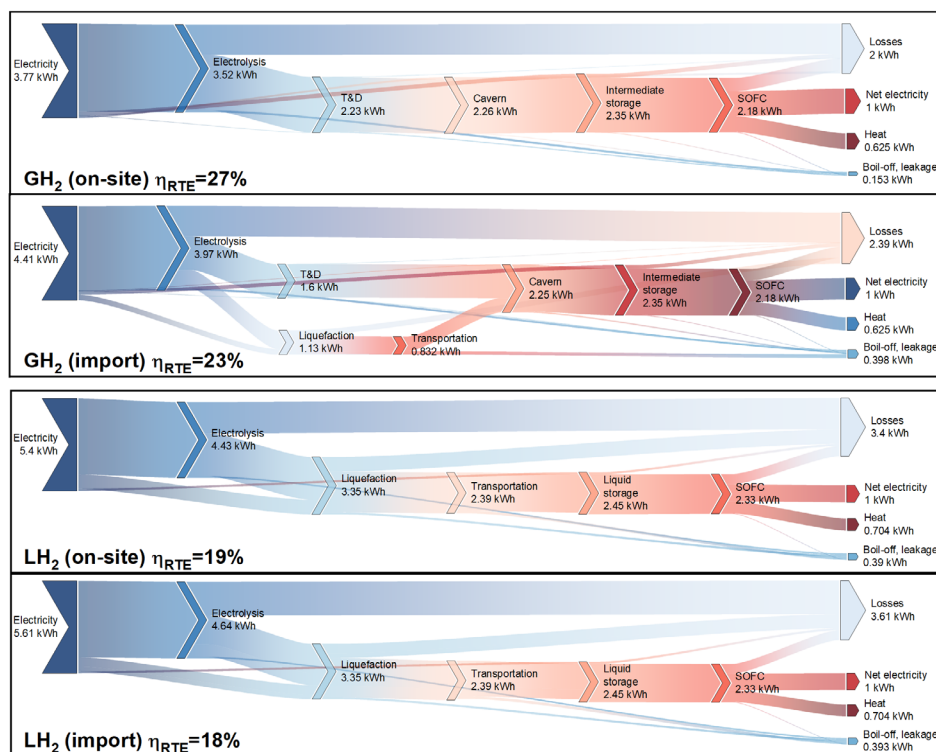 Electricity
3.77 kWh
Electrolysis
3.52 kWh
T&D
2.23 kWh
Cavern
2.26 kWh
Intermediate
storage
2.35 kWh
SOFC
2.18 kWh
Losses
2 kWh
Net electricity
1 kWh
Heat
0.625 kWh
Boil-off, leakage
0.153 kWh
GH₂ (on-site) ηRTE=27%
Electricity
4.41 kWh
Electrolysis
3.97 kWh
T&D
1.6 kWh
Liquefaction
1.13 kWh
Transportation
0.832 kWh
Cavern
2.25 kWh
Intermediate
storage
2.35 kWh
SOFC
2.18 kWh
Losses
2.39 kWh
Net electricity
1 kWh
Heat
0.625 kWh
Boil-off, leakage
0.398 kWh
GH₂ (import) ηRTE=23%
Electricity
5.4 kWh
Electrolysis
4.43 kWh
Liquefaction
3.35 kWh
Transportation
2.39 kWh
Liquid
storage
2.45 kWh
SOFC
2.33 kWh
Losses
3.4 kWh
Net electricity
1 kWh
Heat
0.704 kWh
Boil-off, leakage
0.39 kWh
LH₂ (on-site) ηRTE=19%
Electricity
5.61 kWh
Electrolysis
4.64 kWh
Liquefaction
3.35 kWh
Transportation
2.39 kWh
Liquid
storage
2.45 kWh
SOFC
2.33 kWh
Losses
3.61 kWh
Net electricity
1 kWh
Heat
0.704 kWh
Boil-off, leakage
0.393 kWh
LH₂ (import) ηRTE=18%